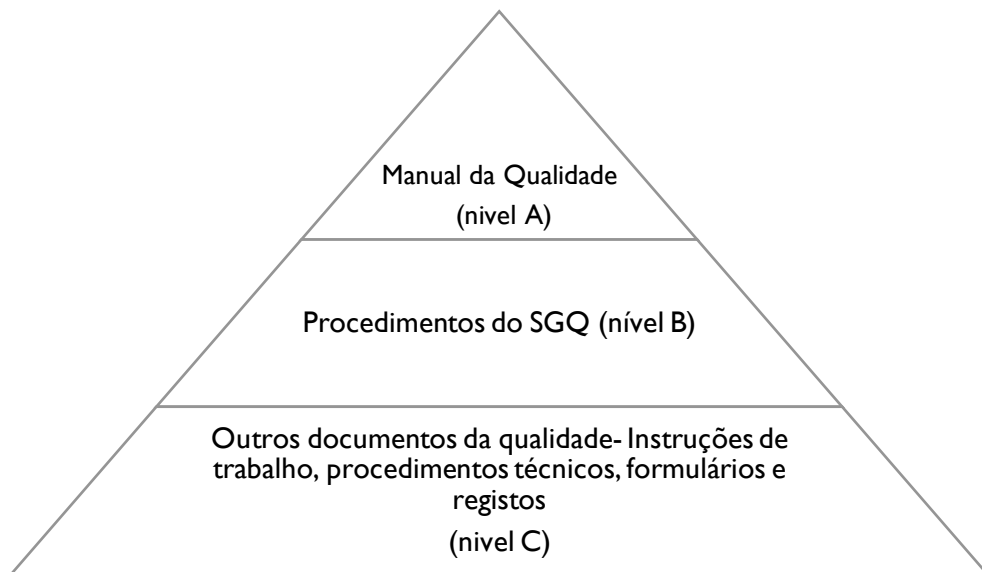 Manual da Qualidade
(nivel A)
Procedimentos do SGQ (nível B)
Outros documentos da qualidade- Instruções de
trabalho, procedimentos técnicos, formulários e
registos
(nivel C)